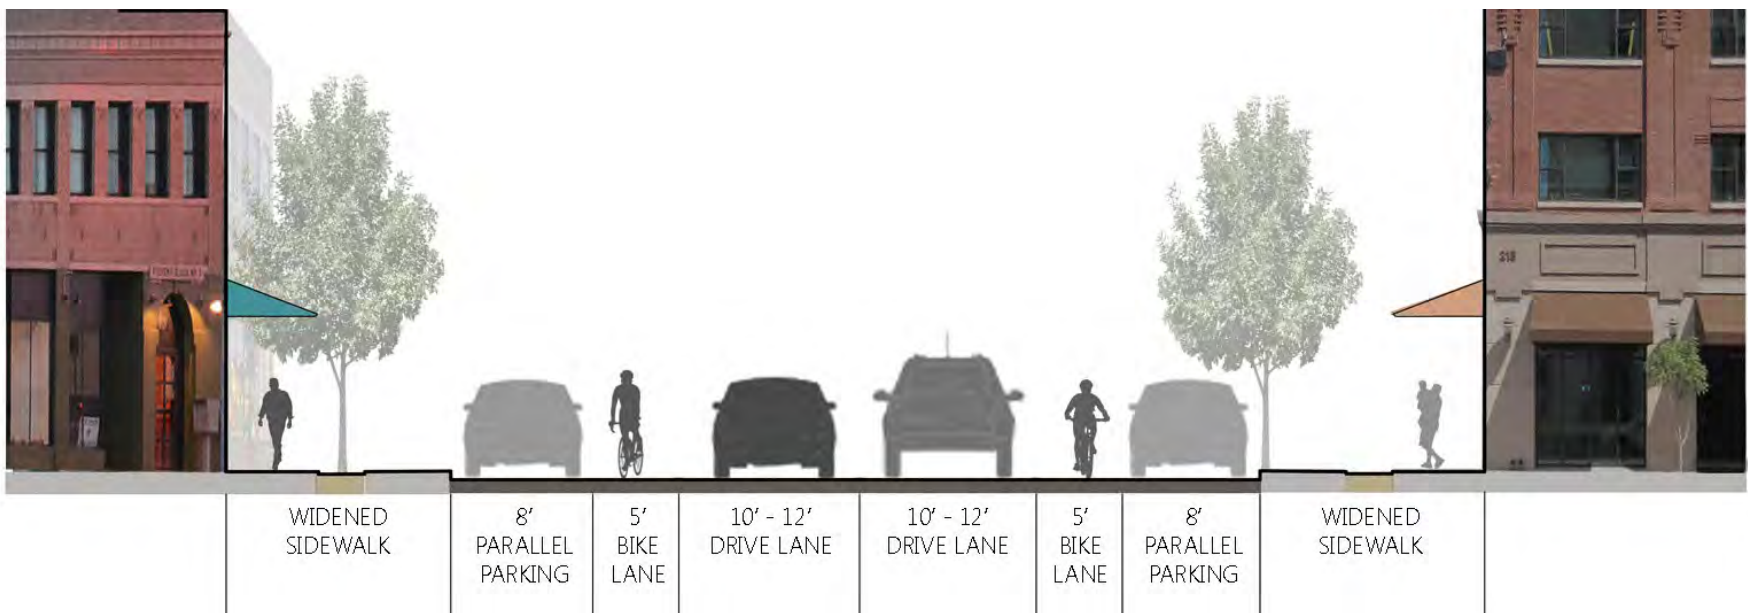 WIDENED
SIDEWALK
8'
PARALLEL
PARKING
5'
BIKE
LANE
10' - 12'
DRIVE LANE
10' - 12'
DRIVE LANE
5'
BIKE
LANE
8'
PARALLEL
PARKING
WIDENED
SIDEWALK
218